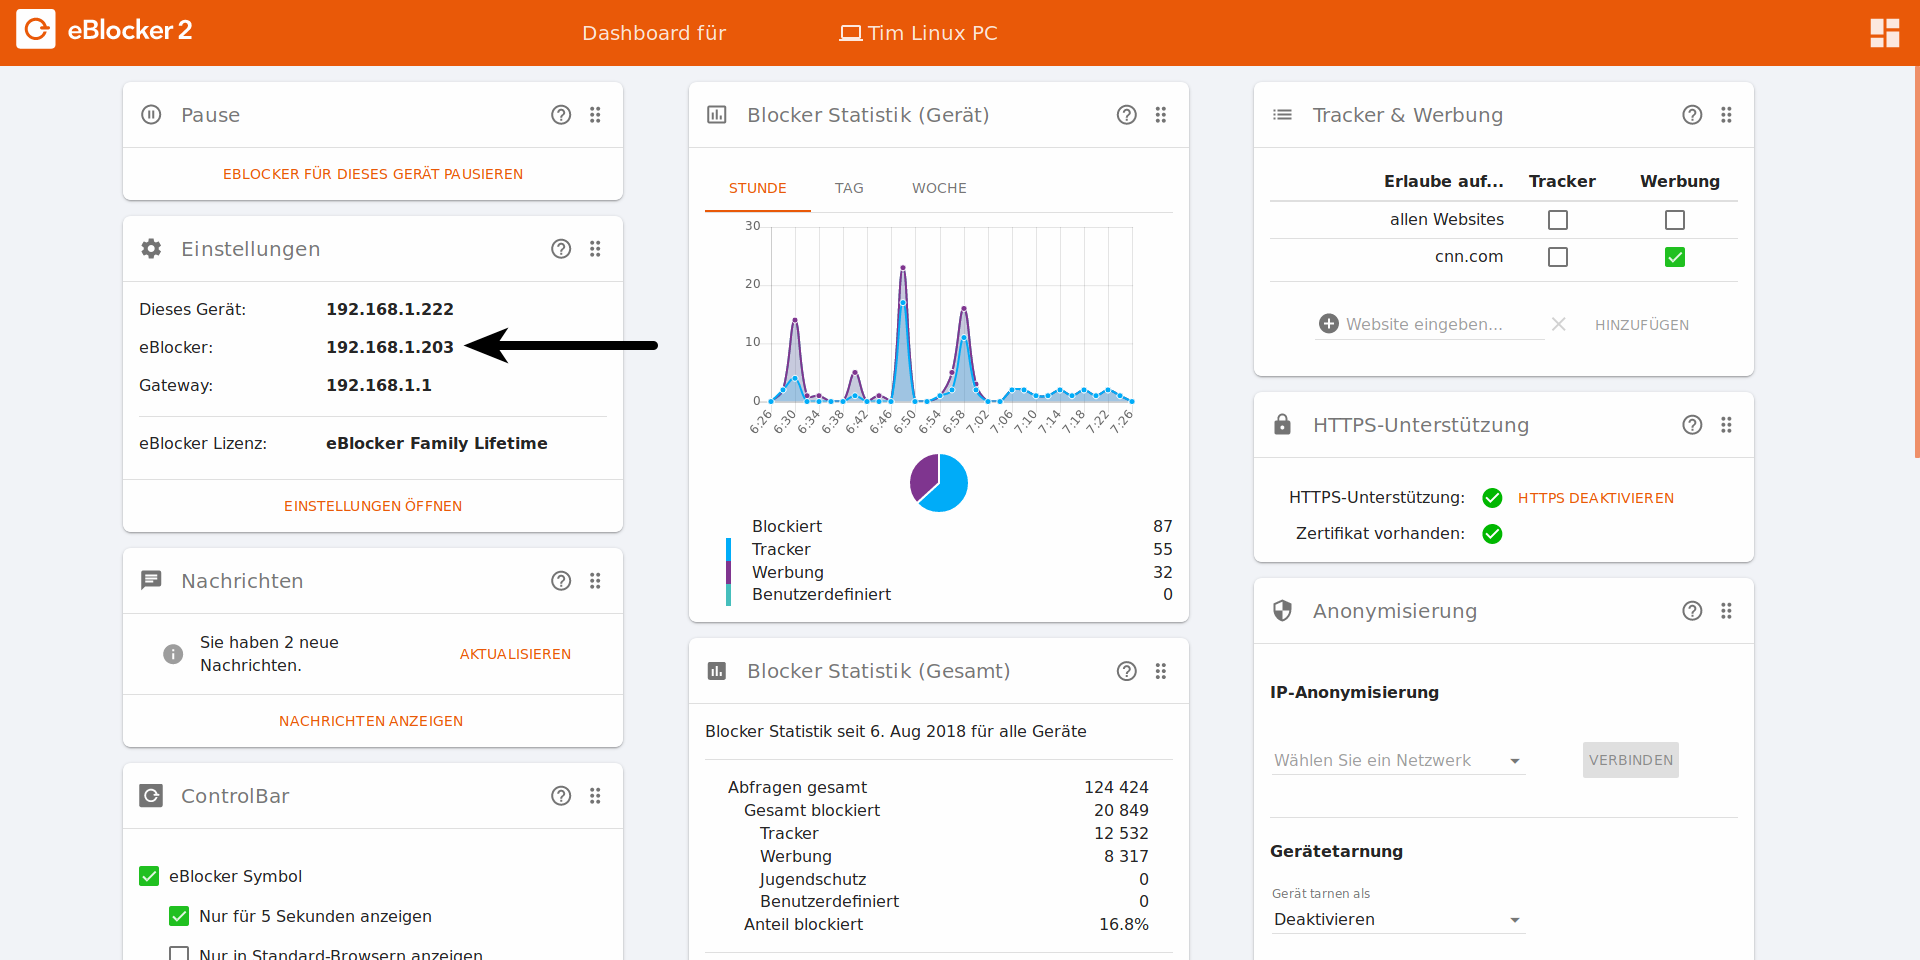 eBlocker 2
Dashboard für
Tim Linux PC
Pause
EBLOCKER FÜR DIESES GERÄT PAUSIEREN
Einstellungen
Dieses Gerät: 192.168.1.222
eBlocker: 192.168.1.203
Gateway: 192.168.1.1
eBlocker Lizenz: eBlocker Family Lifetime
EINSTELLUNGEN ÖFFNEN
Nachrichten
Sie haben 2 neue
Nachrichten.
AKTUALISIEREN
NACHRICHTEN ANZEIGEN
ControlBar
eBlocker Symbol
Nur für 5 Sekunden anzeigen
Nur in Standard-Browsern anzeigen
Blocker Statistik (Gerät)
STUNDE TAG WOCHE
30
20
10
0
6:26 6:30 6:34 6:38 6:42 6:46 6:50 6:54 6:58 7:02 7:06 7:10 7:14 7:18 7:22 7:26
Blockiert 87
Tracker 55
Werbung 32
Benutzerdefiniert 0
Blocker Statistik (Gesamt)
Blocker Statistik seit 6. Aug 2018 für alle Geräte
Abfragen gesamt 124 424
Gesamt blockiert 20 849
Tracker 12 532
Werbung 8 317
Jugendschutz 0
Benutzerdefiniert 0
Anteil blockiert 16.8%
Tracker & Werbung
Erlaube auf... Tracker Werbung
allen Websites
cnn.com
Website eingeben... HINZUFÜGEN
HTTPS-Unterstützung
HTTPS-Unterstützung: HTTPS DEAKTIVIEREN
Zertifikat vorhanden:
Anonymisierung
IP-Anonymisierung
Wählen Sie ein Netzwerk VERBINDEN
Gerätetarnung
Gerät tarnen als
Deaktivieren